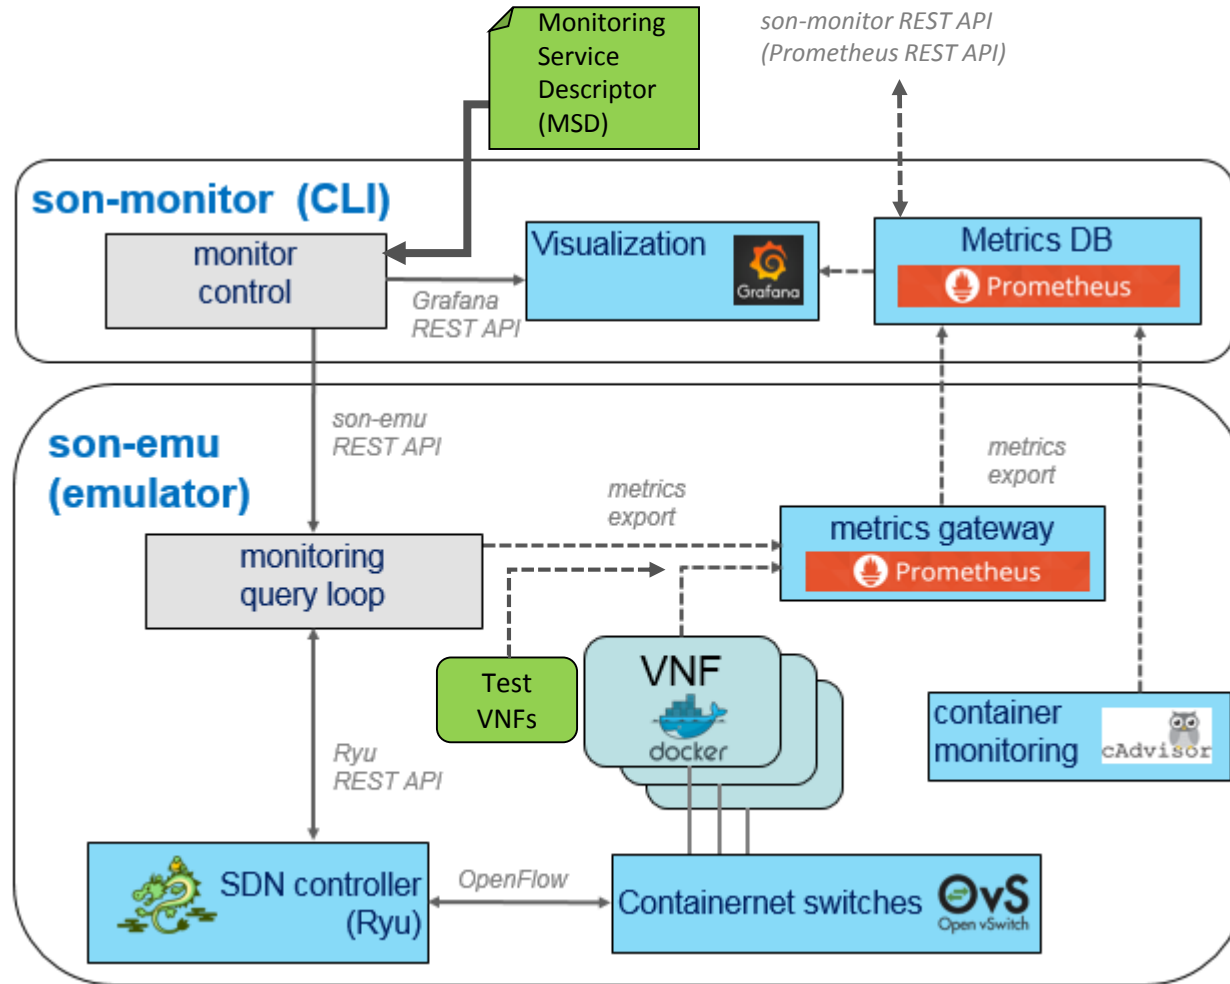 Monitoring
Service
Descriptor
(MSD)
son-monitor REST API
(Prometheus REST API)
son-monitor (CLI)
monitor
control
Grafana
REST API
Visualization
Grafana
Metrics DB
Prometheus
son-emu
REST API
son-emu
(emulator)
metrics
export
metrics
export
monitoring
query loop
metrics gateway
Prometheus
Test
VNFs
VNF
docker
container
monitoring
cAdvisor
Ryu
REST API
SDN controller
(Ryu)
OpenFlow
Containernet switches
OvS
Open vSwitch